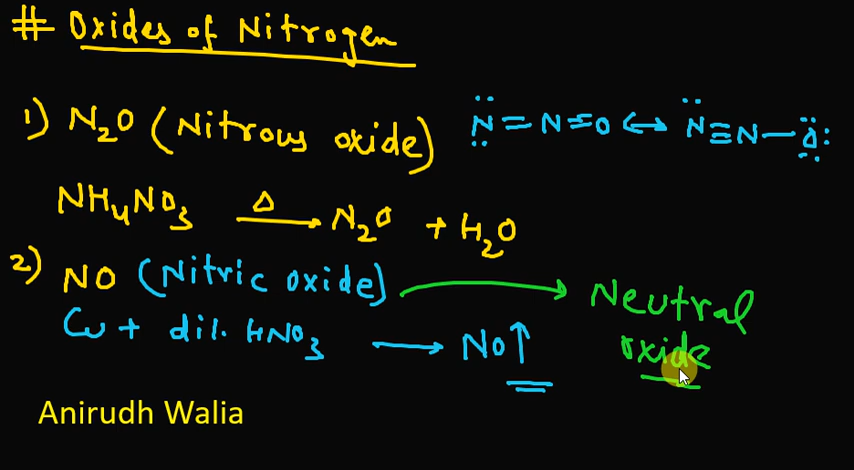 # Oxides of Nitrogen
1) N₂O (Nitrous oxide) :N̈=N=O ↔ N̈≡N—Ö:
NH₄NO₃ —Δ→ N₂O + H₂O
2) NO (Nitric oxide) → Neutral oxide
Cu + dil. HNO₃ → NO↑
Anirudh Walia